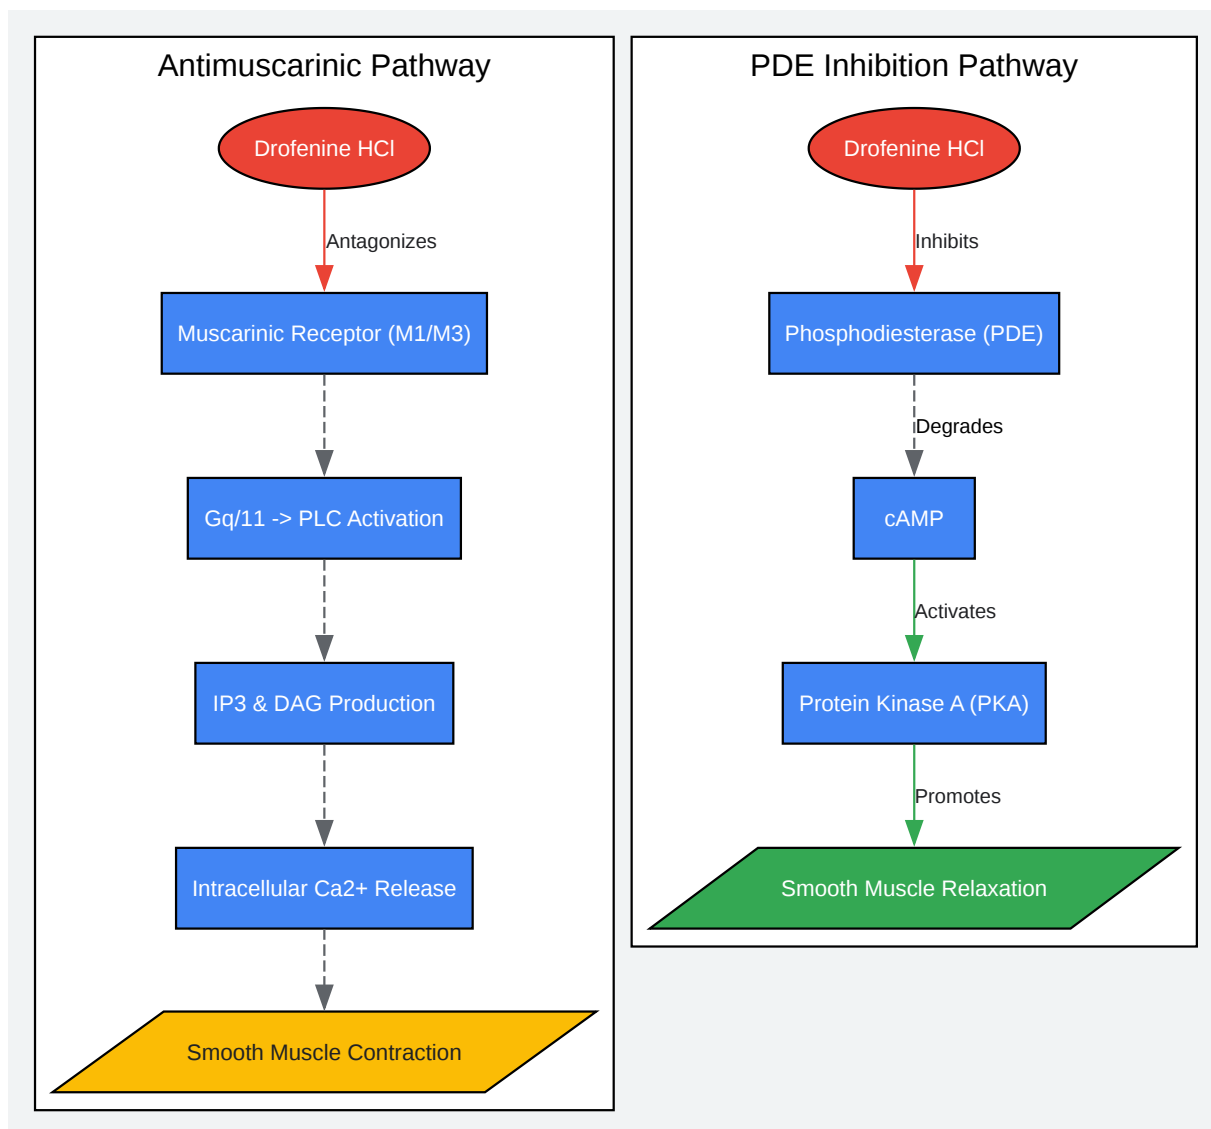 Antimuscarinic Pathway
Drofenine HCl
Antagonizes
Muscarinic Receptor (M1/M3)
Gq/11 -> PLC Activation
IP3 & DAG Production
Intracellular Ca2+ Release
Smooth Muscle Contraction
PDE Inhibition Pathway
Drofenine HCl
Inhibits
Phosphodiesterase (PDE)
Degrades
cAMP
Activates
Protein Kinase A (PKA)
Promotes
Smooth Muscle Relaxation